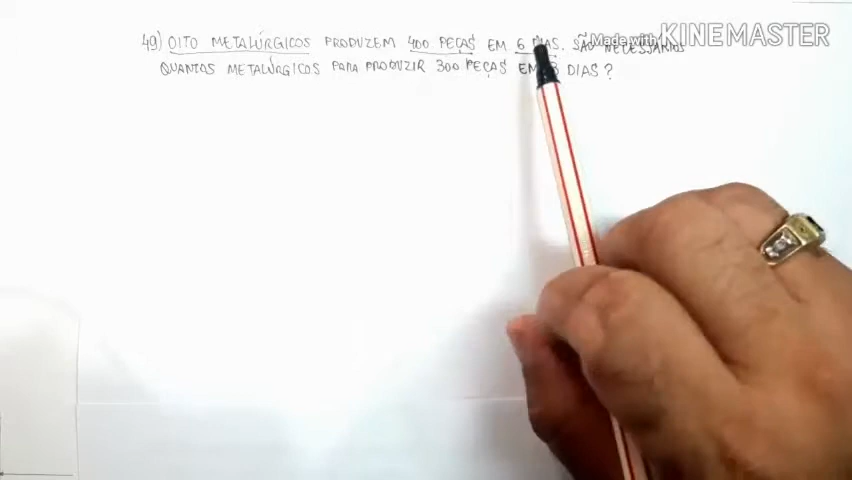 49) OITO METALÚRGICOS PRODUZEM 400 PEÇAS EM 6 DIAS. SÃO NECESSÁRIOS
QUANTOS METALÚRGICOS PARA PRODUZIR 300 PEÇAS EM DIAS?
Made with KINEMASTER